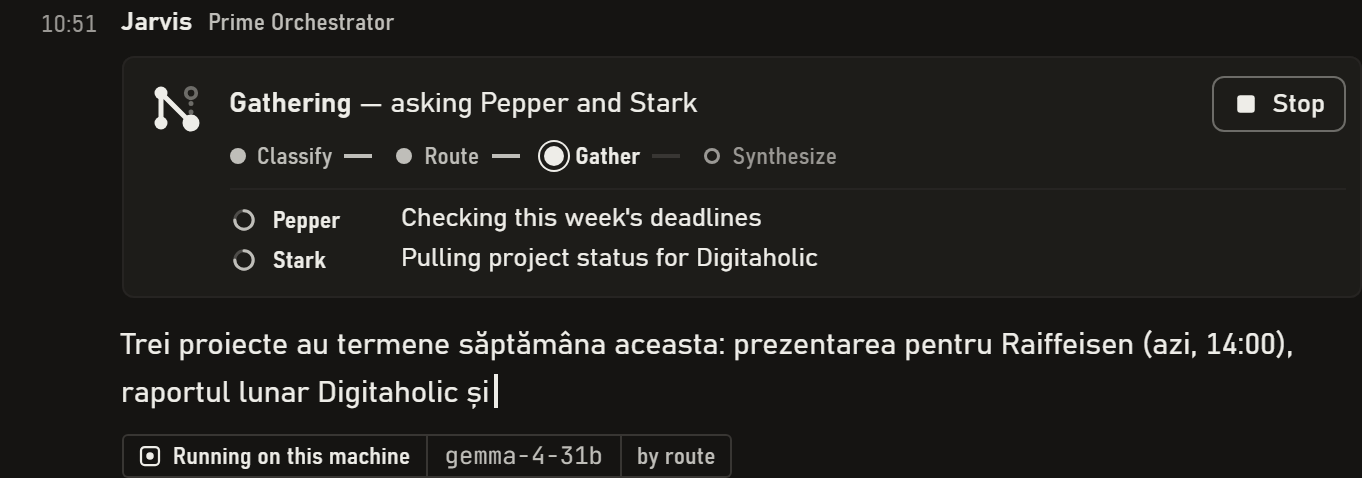 10:51 Jarvis Prime Orchestrator
Gathering — asking Pepper and Stark
Stop
Classify Route Gather Synthesize
Pepper Checking this week's deadlines
Stark Pulling project status for Digitaholic
Trei proiecte au termene săptămâna aceasta: prezentarea pentru Raiffeisen (azi, 14:00),
raportul lunar Digitaholic și
Running on this machine gemma-4-31b by route